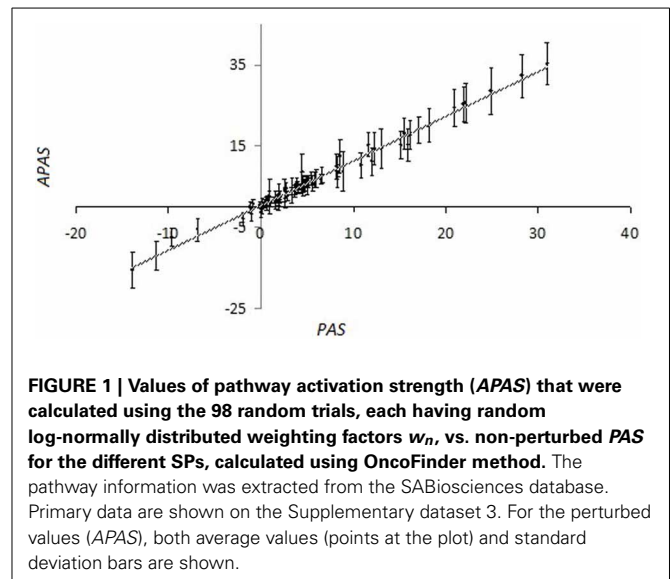 35
15
APAS
-20
-10
-5
0
10
20
30
40
-25
PAS
FIGURE 1 | Values of pathway activation strength (APAS) that were
calculated using the 98 random trials, each having random
log-normally distributed weighting factors wn, vs. non-perturbed PAS
for the different SPs, calculated using OncoFinder method. The
pathway information was extracted from the SABiosciences database.
Primary data are shown on the Supplementary dataset 3. For the perturbed
values (APAS), both average values (points at the plot) and standard
deviation bars are shown.